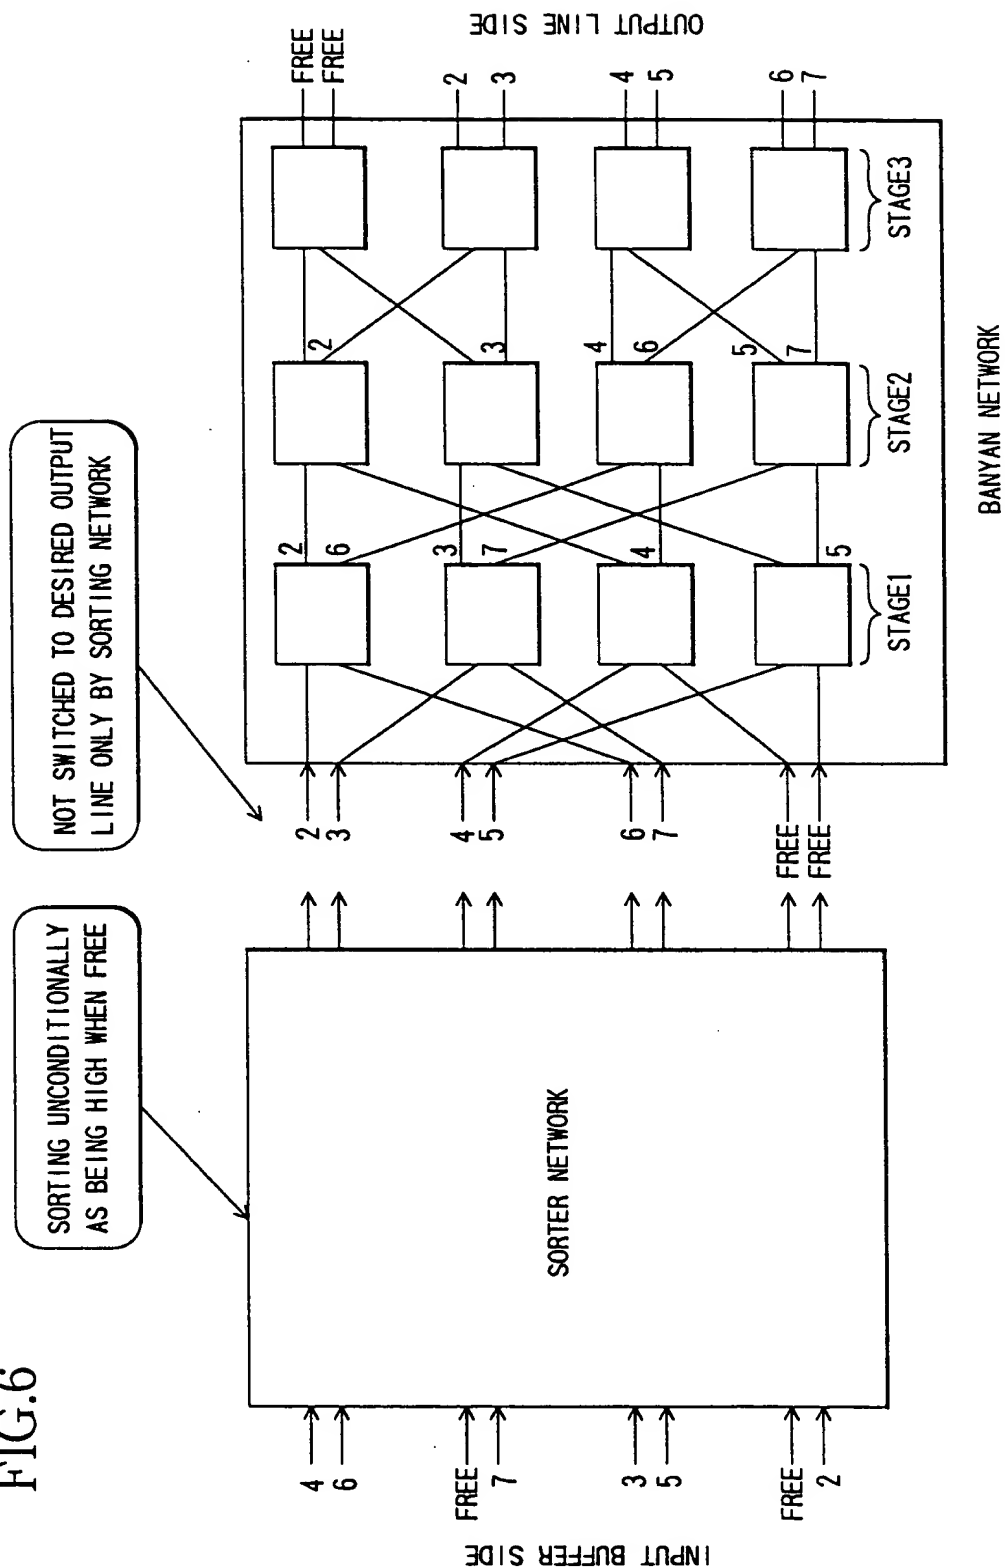 FIG.6
SORTING UNCONDITIONALLY
AS BEING HIGH WHEN FREE
NOT SWITCHED TO DESIRED OUTPUT
LINE ONLY BY SORTING NETWORK
INPUT BUFFER SIDE
4
6
FREE
7
3
5
FREE
2
SORTER NETWORK
2
3
4
5
6
7
FREE
FREE
2
6
3
7
4
5
STAGE1
2
3
4
6
5
7
STAGE2
STAGE3
FREE
FREE
2
3
4
5
6
7
OUTPUT LINE SIDE
BANYAN NETWORK